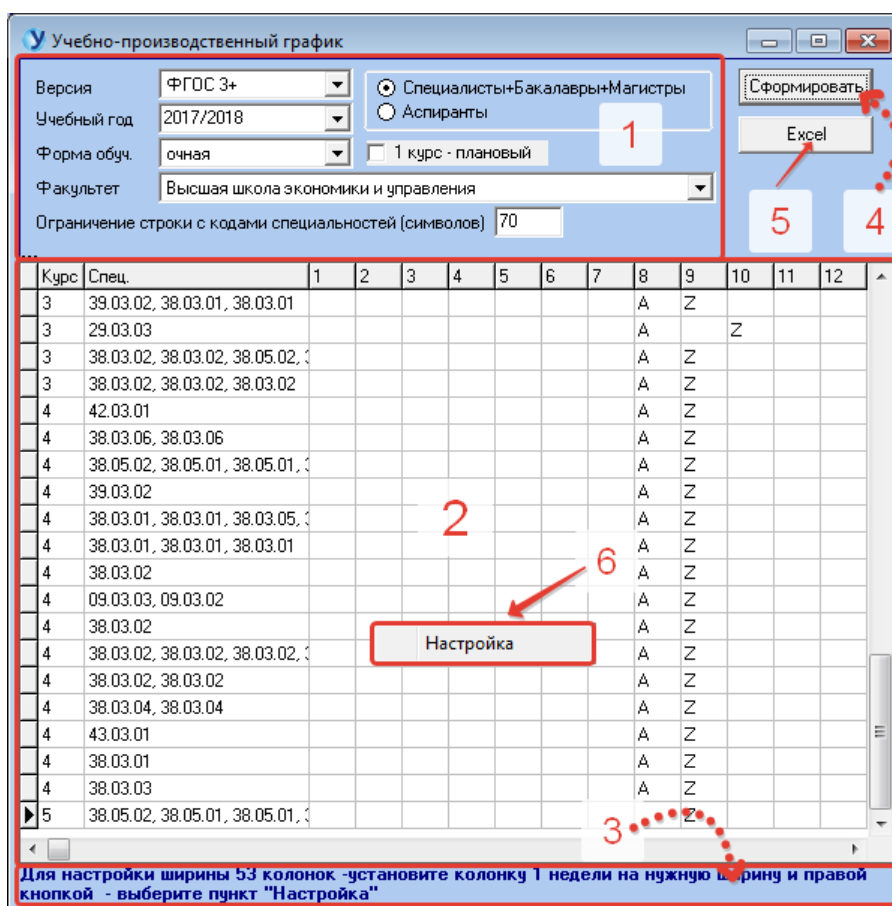 Учебно-производственный график
Версия ФГОС 3+ Специалисты+Бакалавры+Магистры Сформировать
Учебный год 2017/2018 Аспиранты 1 Excel
Форма обуч. очная 1 курс - плановый
Факультет Высшая школа экономики и управления 5 4
Ограничение строки с кодами специальностей (символов) 70
...
Курс Спец. 1 2 3 4 5 6 7 8 9 10 11 12
3 39.03.02, 38.03.01, 38.03.01 A Z
3 29.03.03 A Z
3 38.03.02, 38.03.02, 38.05.02, A Z
3 38.03.02, 38.03.02, 38.03.02 A Z
4 42.03.01 A Z
4 38.03.06, 38.03.06 A Z
4 38.05.02, 38.05.01, 38.05.01, A Z
4 39.03.02 A Z
4 38.03.01, 38.03.01, 38.03.05, 2 A Z
4 38.03.01, 38.03.01, 38.03.01 A Z
4 38.03.02 6 A Z
4 09.03.03, 09.03.02 A Z
4 38.03.02 A Z
Настройка
4 38.03.02, 38.03.02, 38.03.02, A Z
4 38.03.02, 38.03.02 A Z
4 38.03.04, 38.03.04 A Z
4 43.03.01 A Z
4 38.03.01 A Z
4 38.03.03 A Z
5 38.05.02, 38.05.01, 38.05.01, 3 Z
Для настройки ширины 53 колонок -установите колонку 1 недели на нужную ширину и правой
кнопкой - выберите пункт "Настройка"